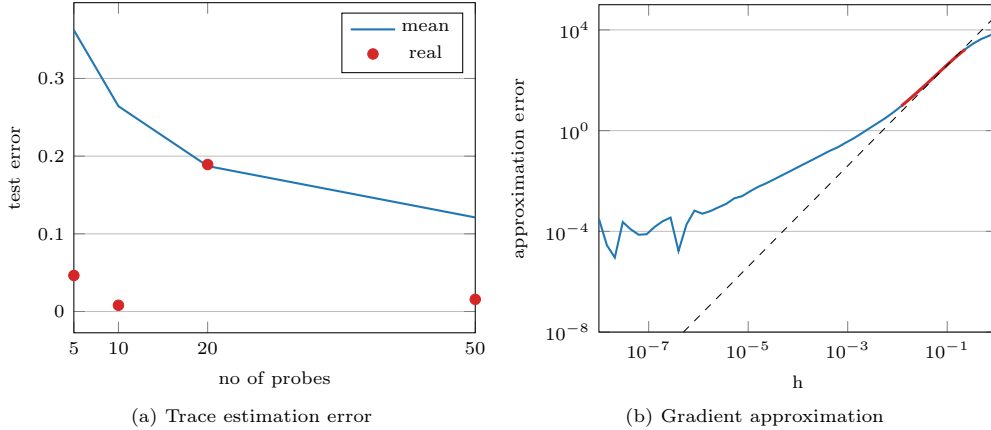 mean
real
0.3
0.2
0.1
0
5
10
20
50
test error
no of probes
(a) Trace estimation error
10^4
10^0
10^−4
10^−8
10^−7
10^−5
10^−3
10^−1
approximation error
h
(b) Gradient approximation